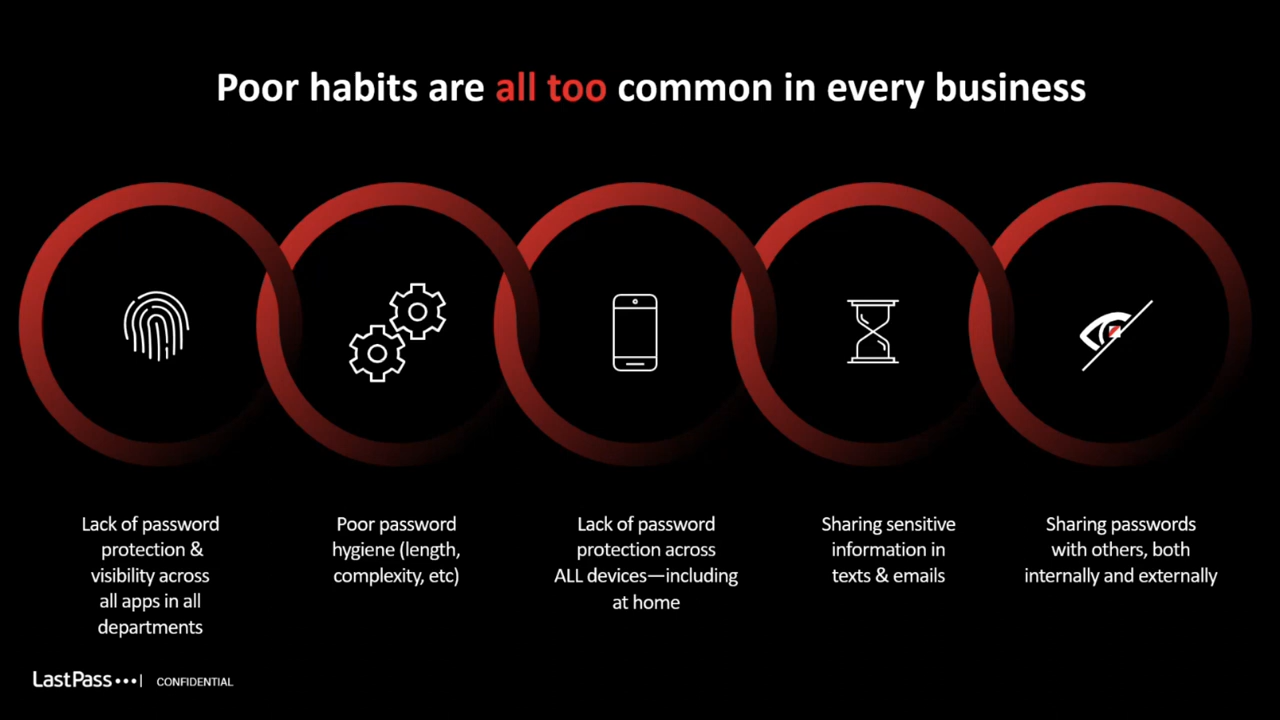 Poor habits are all too common in every business
Lack of password
protection &
visibility across
all apps in all
departments
Poor password
hygiene (length,
complexity, etc)
Lack of password
protection across
ALL devices—including
at home
Sharing sensitive
information in
texts & emails
Sharing passwords
with others, both
internally and externally
LastPass•••| CONFIDENTIAL